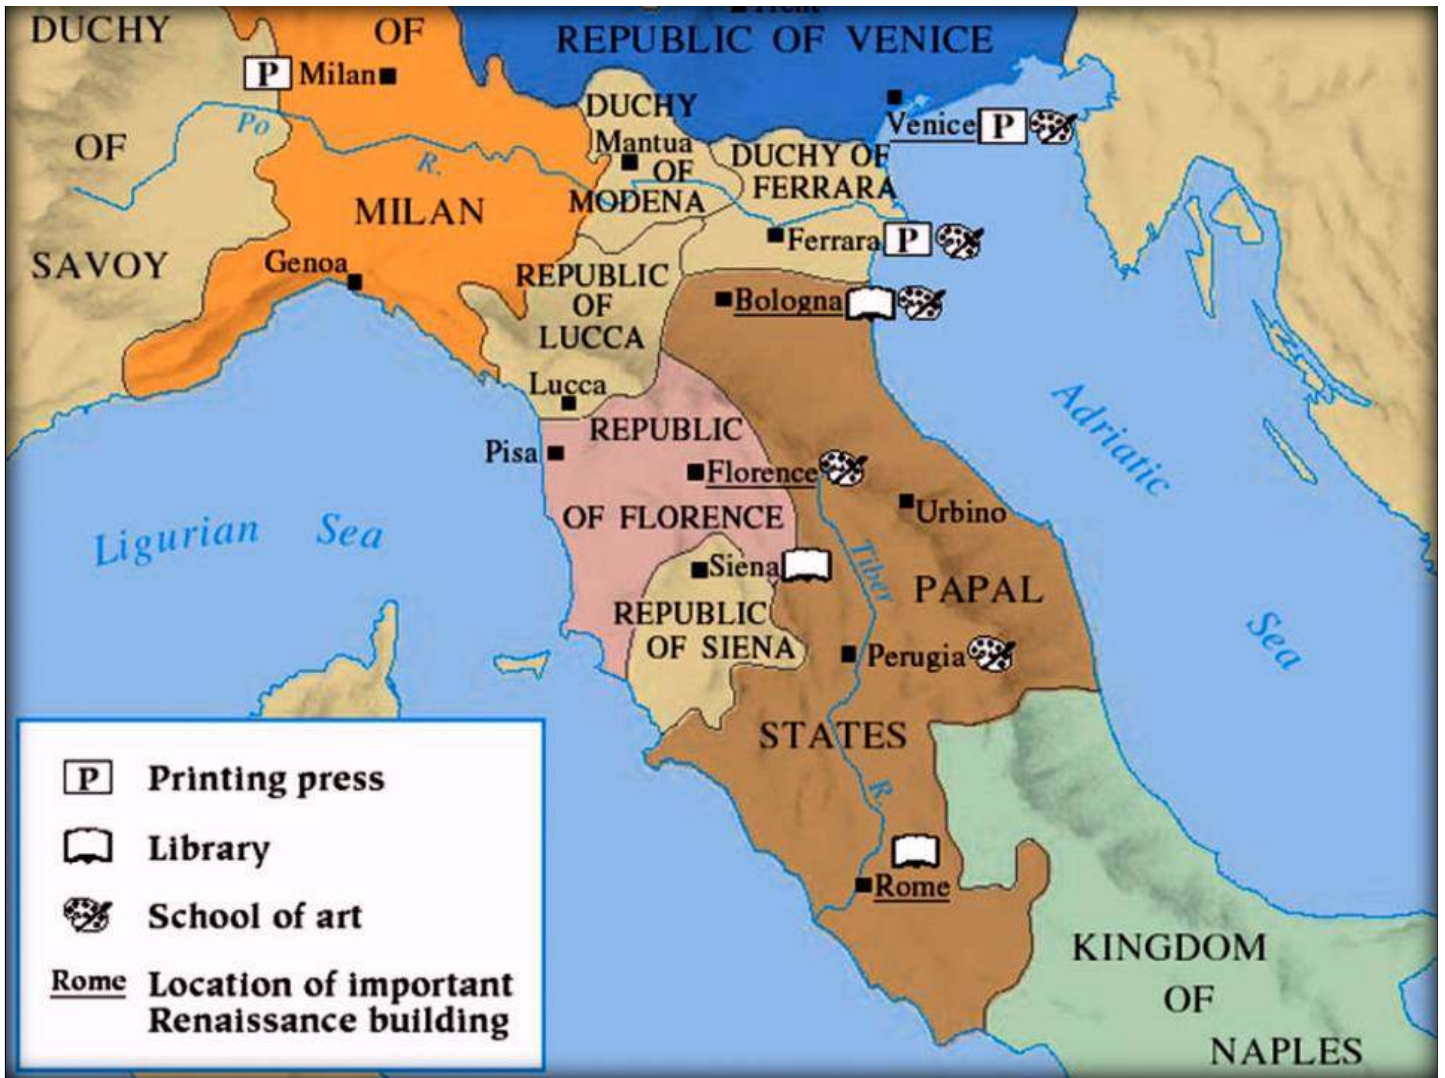 Trent
DUCHY
OF
SAVOY
OF
MILAN
REPUBLIC OF VENICE
P Milan
Po
R.
DUCHY
Mantua
OF
MODENA
DUCHY OF
FERRARA
Venice P
Ferrara P
Genoa
REPUBLIC
OF
LUCCA
Bologna
Lucca
Pisa
REPUBLIC
OF FLORENCE
Florence
Urbino
Adriatic
Sea
Ligurian Sea
Siena
REPUBLIC
OF SIENA
Tiber
R.
PAPAL
STATES
Perugia
Rome
KINGDOM
OF
NAPLES
P Printing press
Library
School of art
Rome Location of important
Renaissance building